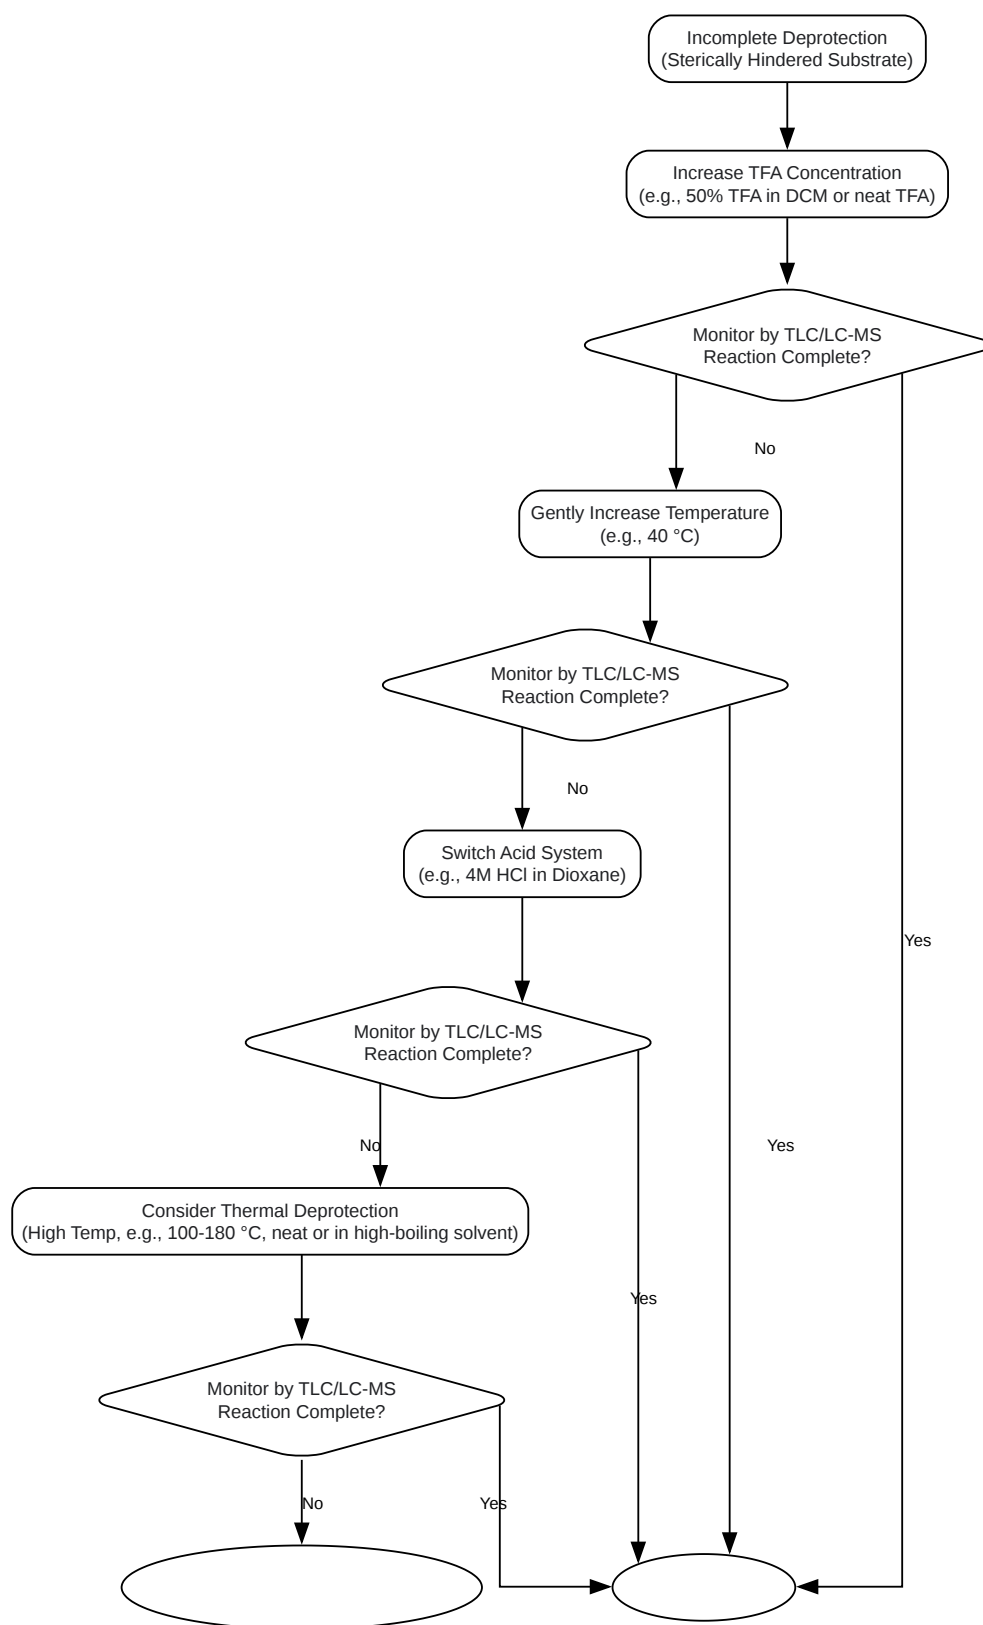 Incomplete Deprotection
(Sterically Hindered Substrate)
Increase TFA Concentration
(e.g., 50% TFA in DCM or neat TFA)
Monitor by TLC/LC-MS
Reaction Complete?
No
Gently Increase Temperature
(e.g., 40 °C)
Monitor by TLC/LC-MS
Reaction Complete?
No
Switch Acid System
(e.g., 4M HCl in Dioxane)
Yes
Monitor by TLC/LC-MS
Reaction Complete?
No
Yes
Consider Thermal Deprotection
(High Temp, e.g., 100-180 °C, neat or in high-boiling solvent)
Yes
Monitor by TLC/LC-MS
Reaction Complete?
No
Yes